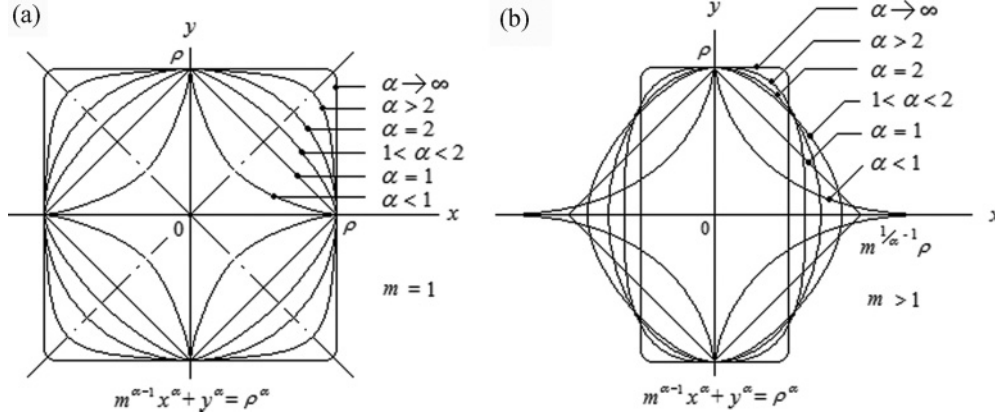 (a)
y
ρ
α → ∞
α > 2
α = 2
1 < α < 2
α = 1
α < 1
0
ρ
x
m = 1
m^{α-1} x^α + y^α = ρ^α
(b)
y
α → ∞
α > 2
α = 2
1 < α < 2
α = 1
α < 1
ρ
0
x
m^{1/α -1} ρ
m > 1
m^{α-1} x^α + y^α = ρ^α